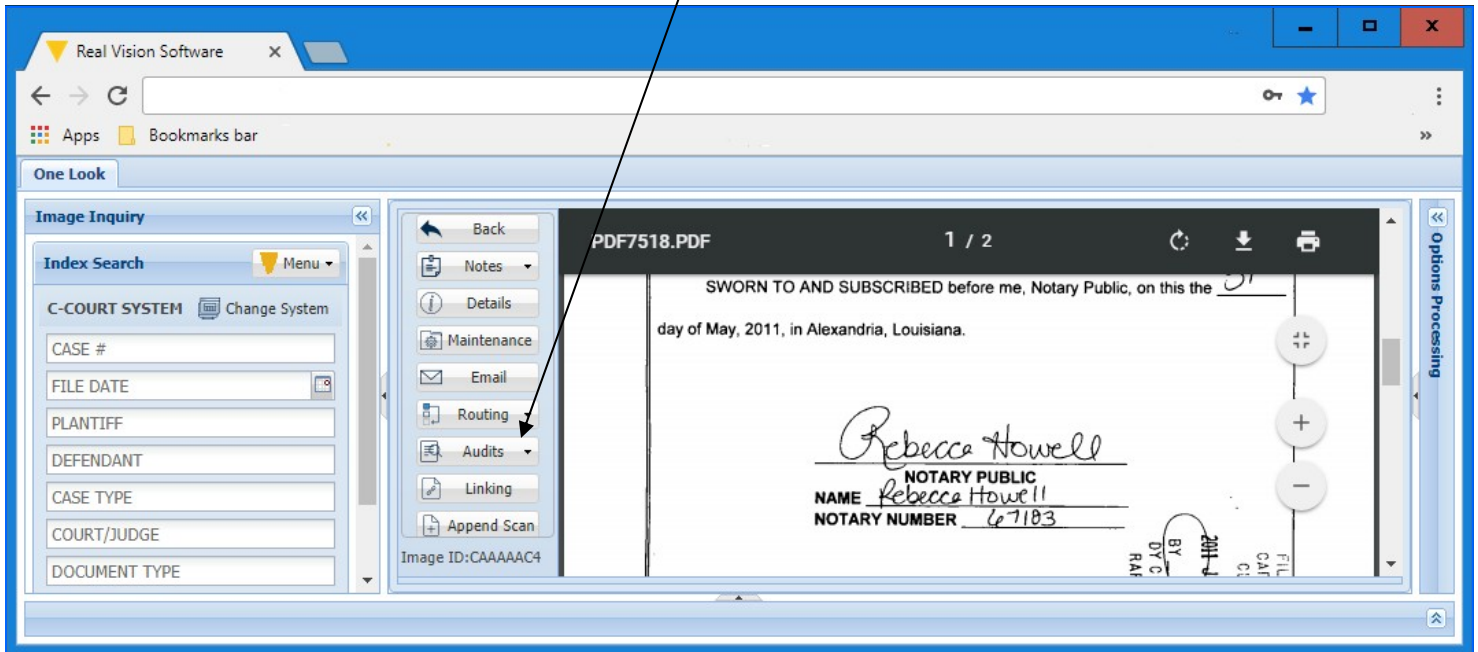 Real Vision Software
Apps Bookmarks bar »
One Look
Image Inquiry
Index Search Menu
C-COURT SYSTEM Change System
CASE #
FILE DATE
PLANTIFF
DEFENDANT
CASE TYPE
COURT/JUDGE
DOCUMENT TYPE
Back
Notes
Details
Maintenance
Email
Routing
Audits
Linking
Append Scan
Image ID:CAAAAAC4
PDF7518.PDF 1 / 2
SWORN TO AND SUBSCRIBED before me, Notary Public, on this the
day of May, 2011, in Alexandria, Louisiana.
Rebecca Howell
NOTARY PUBLIC
NAME Rebecca Howell
NOTARY NUMBER 67183
BY
2011
Options Processing